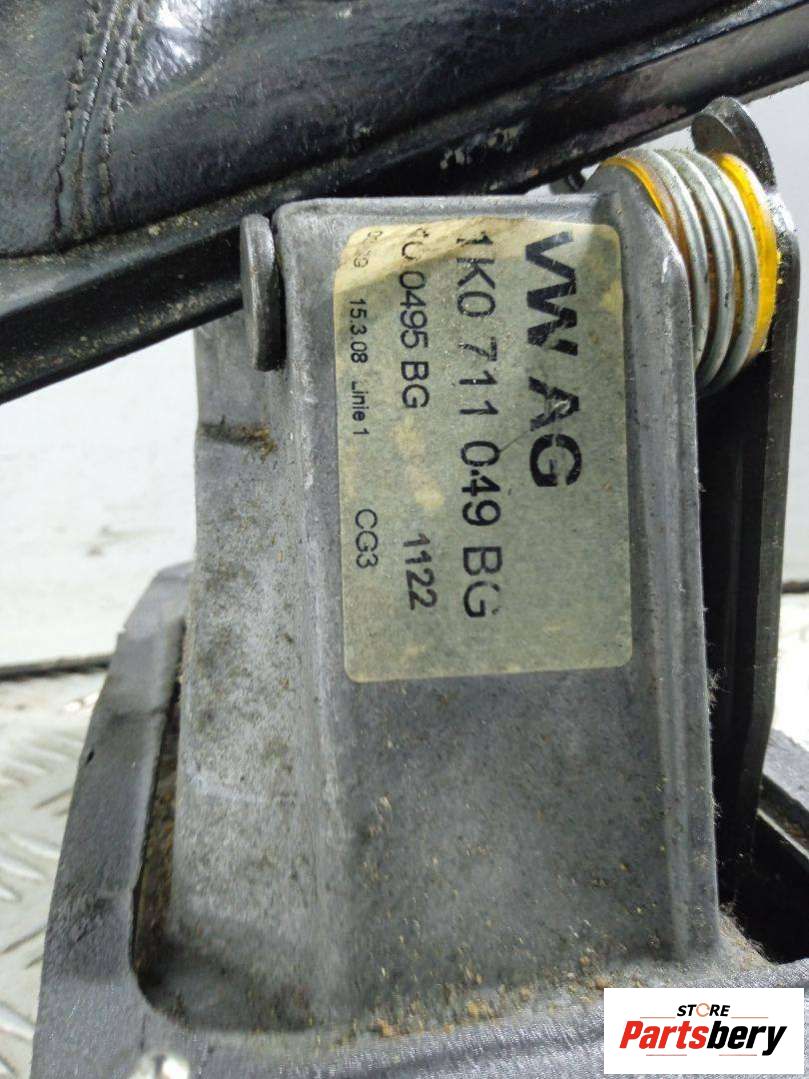 VW AG
1K0 711 049 BG
0495 BG 1122
15.3.08 Linie 1 CG3
STORE
Partsbery